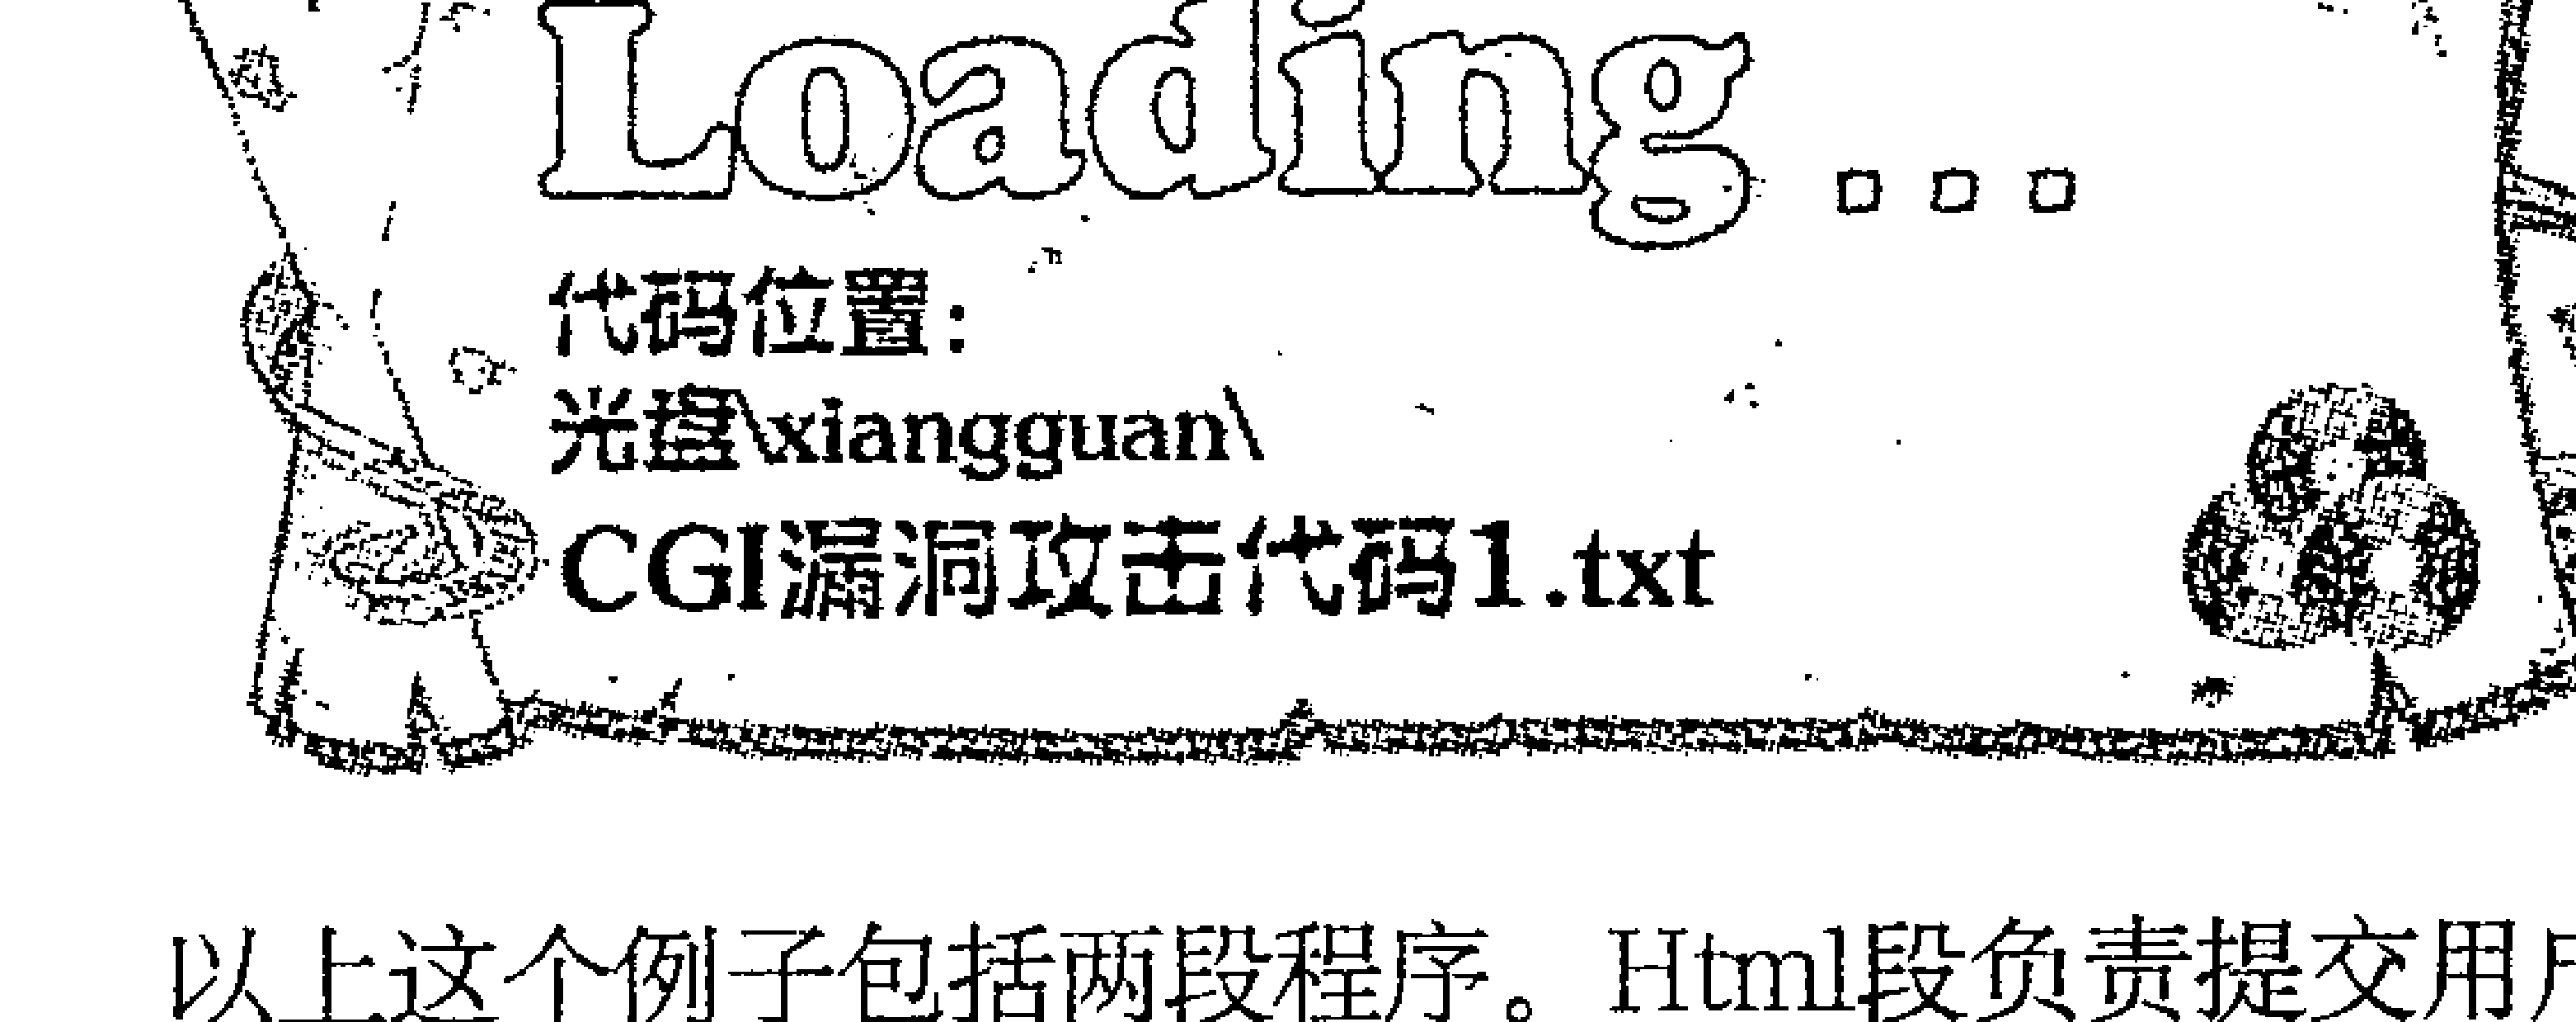 Loading ...
代码位置:
光盘\xiangguan\
CGI漏洞攻击代码1.txt
以上这个例子包括两段程序。Html段负责提交用户